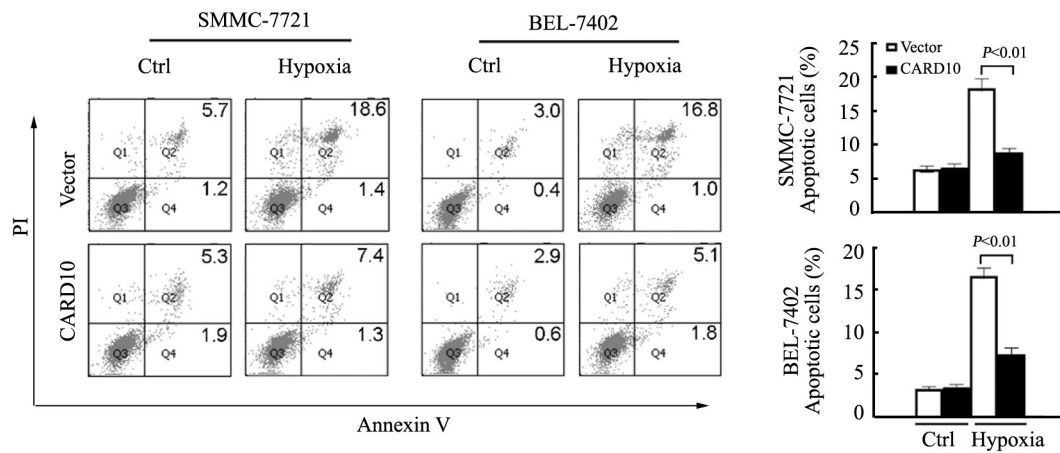 SMMC-7721
BEL-7402
Ctrl
Hypoxia
Ctrl
Hypoxia
PI
Vector
5.7
Q1
Q2
1.2
Q3
Q4
18.6
Q1
Q2
1.4
Q3
Q4
3.0
Q1
Q2
0.4
Q3
Q4
16.8
Q1
Q2
1.0
Q3
Q4
CARD10
5.3
Q1
Q2
1.9
Q3
Q4
7.4
Q1
Q2
1.3
Q3
Q4
2.9
Q1
Q2
0.6
Q3
Q4
5.1
Q1
Q2
1.8
Q3
Q4
Annexin V
SMMC-7721
Apoptotic cells (%)
25
20
15
10
5
0
Vector
CARD10
P<0.01
BEL-7402
Apoptotic cells (%)
20
15
10
5
0
P<0.01
Ctrl
Hypoxia